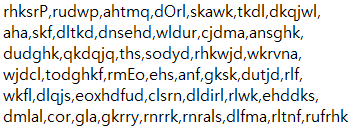 rhksrP,rudwp,ahtmq,dOrl,skawk,tkdl,dkqjwl,
aha,skf,dltkd,dnsehd,wldur,cjdma,ansghk,
dudghk,qkdqjq,ths,sodyd,rhkwjd,wkrvna,
wjdcl,todghkf,rmEo,ehs,anf,gksk,dutjd,rlf,
wkfl,dlqjs,eoxhdfud,clsrn,dldirl,rlwk,ehddks,
dmlal,cor,gla,gkrry,rnrrk,rnrals,dlfma,rltnf,rufrhk